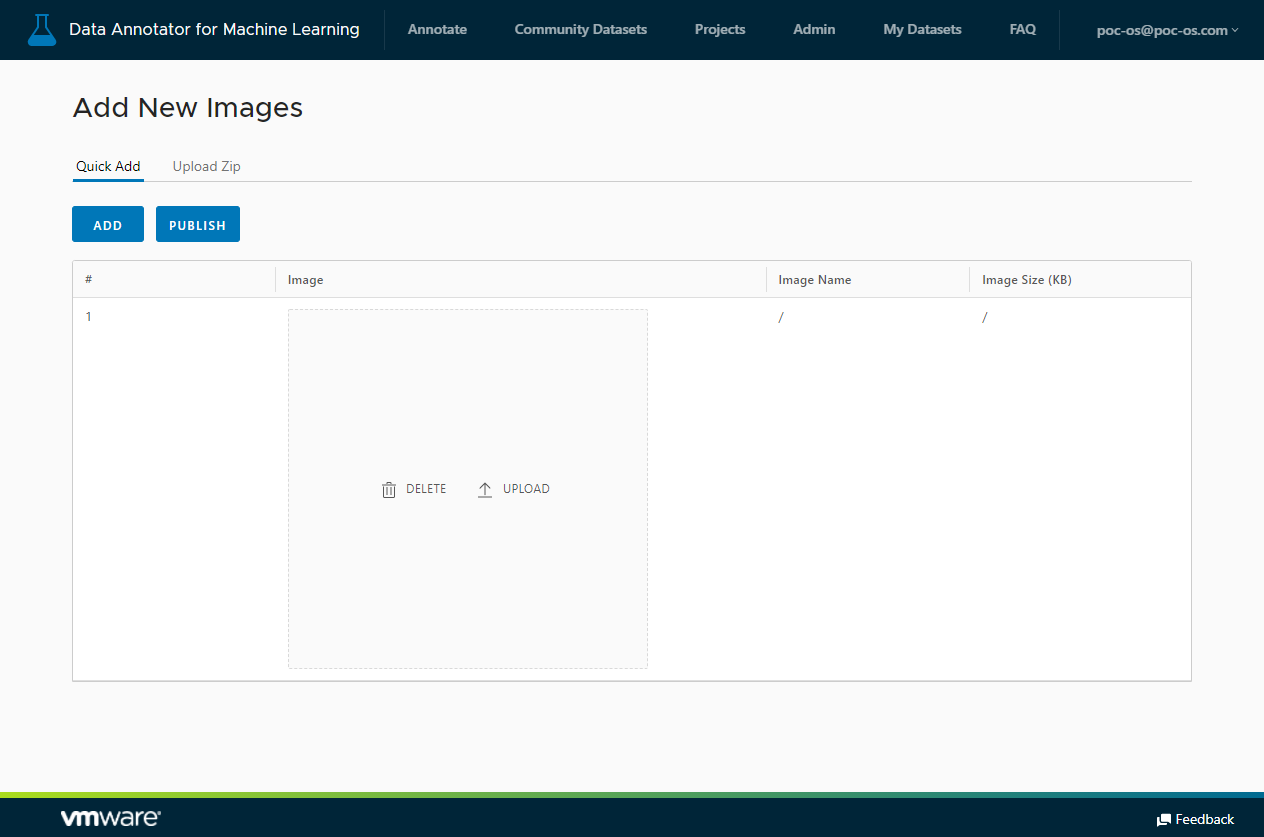 Data Annotator for Machine Learning Annotate Community Datasets Projects Admin My Datasets FAQ poc-os@poc-os.com
Add New Images
Quick Add Upload Zip
ADD PUBLISH
# Image Image Name Image Size (KB)
1 / /
DELETE UPLOAD
vmware® Feedback